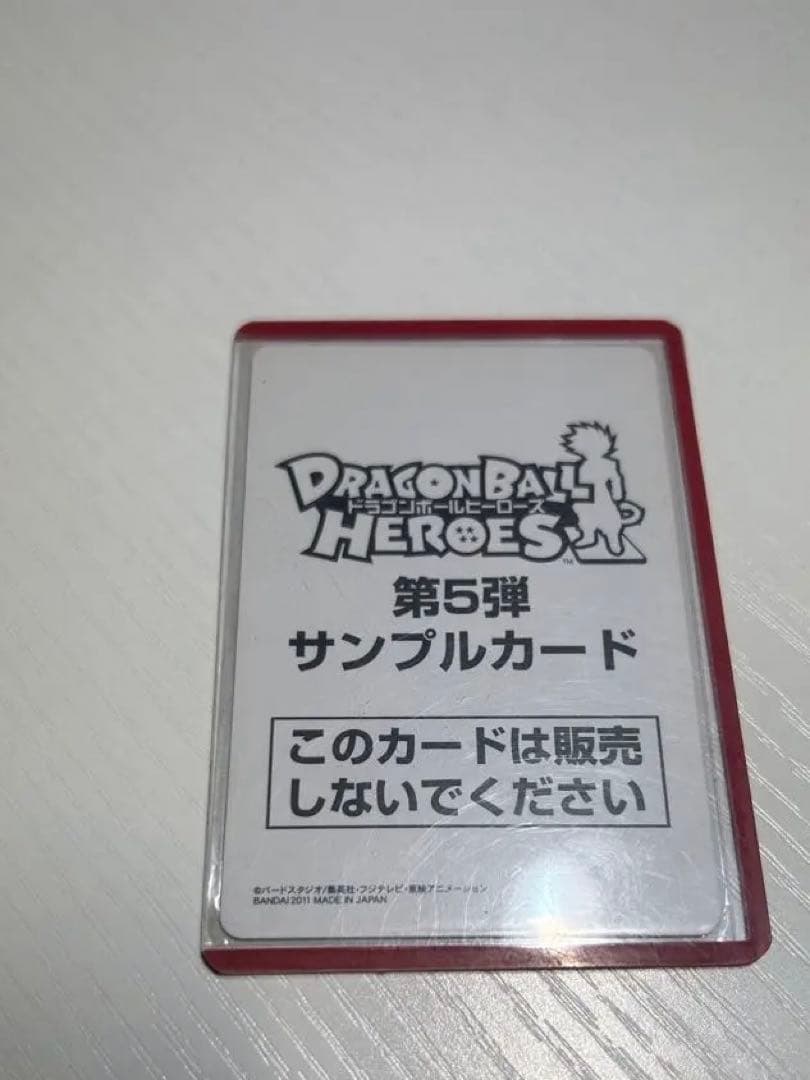 DRAGON BALL
ドラゴンボールヒーローズ
HEROES
TM
第5弾
サンプルカード
このカードは販売
しないでください
©バードスタジオ/集英社・フジテレビ・東映アニメーション
BANDAI 2011 MADE IN JAPAN